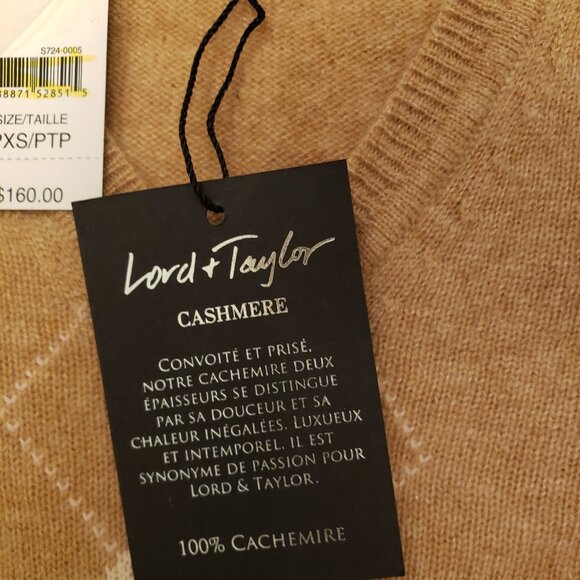 S724-0005
88871 52851 5
SIZE/TAILLE
PXS/PTP
$160.00
Lord + Taylor
CASHMERE
CONVOITÉ ET PRISÉ,
NOTRE CACHEMIRE DEUX
ÉPAISSEURS SE DISTINGUE
PAR SA DOUCEUR ET SA
CHALEUR INÉGALÉES. LUXUEUX
ET INTEMPOREL, IL EST
SYNONYME DE PASSION POUR
LORD & TAYLOR.
100% CACHEMIRE